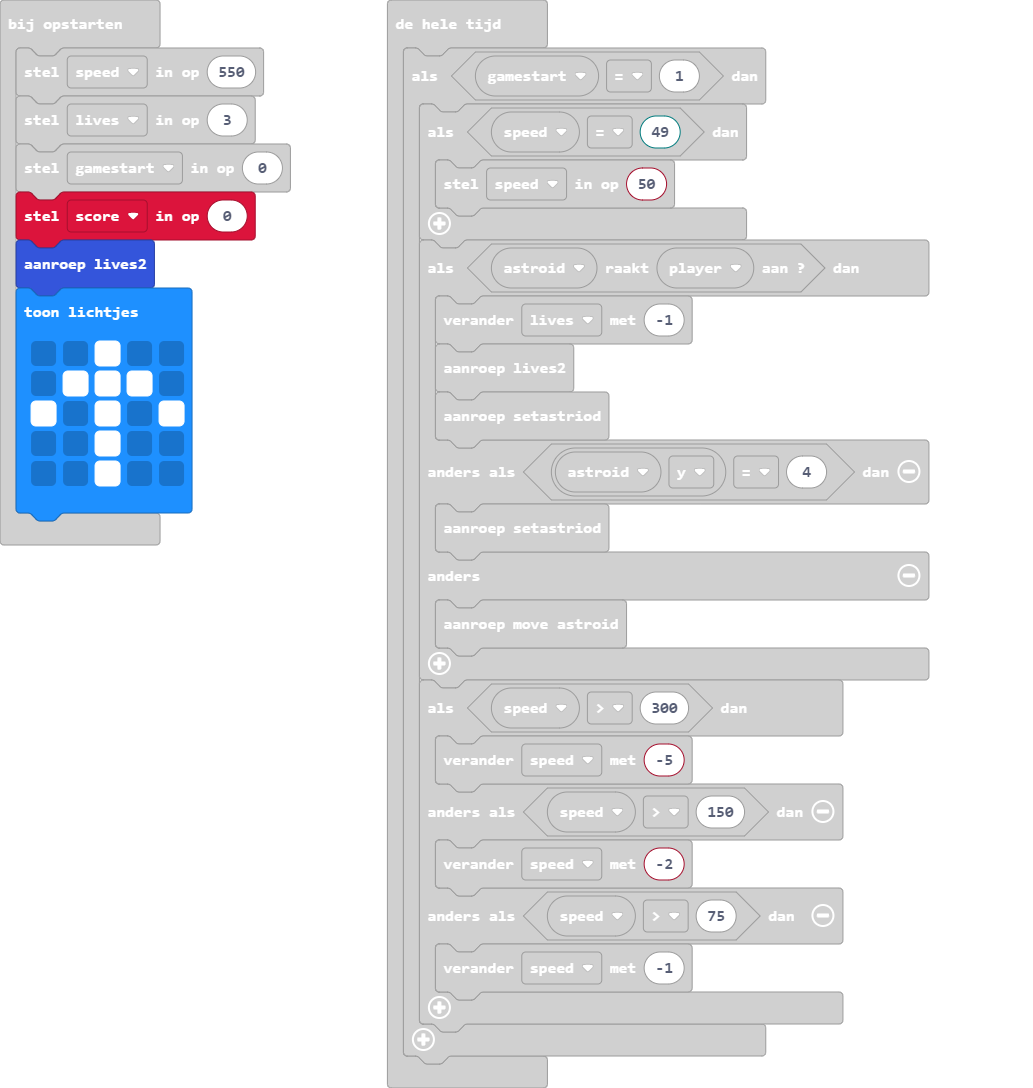 bij opstarten
stel speed in op 550
stel lives in op 3
stel gamestart in op 0
stel score in op 0
aanroep lives2
toon lichtjes
de hele tijd
als gamestart = 1 dan
als speed = 49 dan
stel speed in op 50
als astroid raakt player aan ? dan
verander lives met -1
aanroep lives2
aanroep setastriod
anders als astroid y = 4 dan
aanroep setastriod
anders
aanroep move astroid
als speed > 300 dan
verander speed met -5
anders als speed > 150 dan
verander speed met -2
anders als speed > 75 dan
verander speed met -1